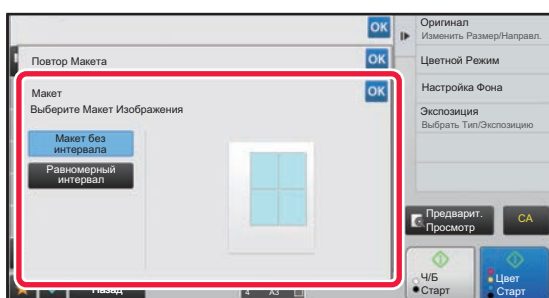 OK
Оригинал
Изменить Размер/Направл.
Повтор Макета
OK
Цветной Режим
Макет
OK
Настройка Фона
Выберите Макет Изображения
Экспозиция
Выбрать Тип/Экспозицию
Макет без
интервала
Равномерный
интервал
Предварит.
Просмотр
CA
Ч/Б
Старт
Цвет
Старт
Назад
4
A3